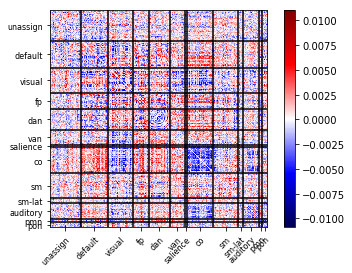 unassign
default
visual
fp
dan
van
salience
co
sm
sm-lat
auditory
pon
unassign
default
visual
fp
dan
van
salience
co
sm
sm-lat
auditory
0.0100
0.0075
0.0050
0.0025
0.0000
−0.0025
−0.0050
−0.0075
−0.0100